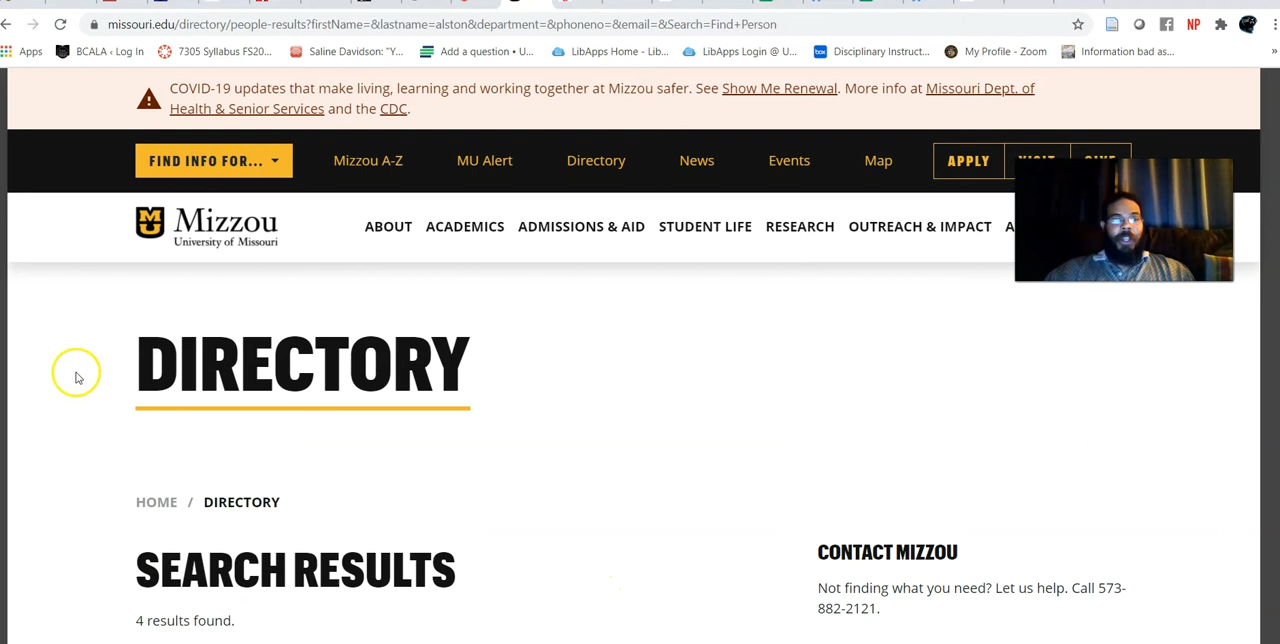 missouri.edu/directory/people-results?firstName=&lastname=alston&department=&phoneno=&email=&Search=Find+Person
NP
Apps BCALA ‹ Log In 7305 Syllabus FS20... Saline Davidson: "Y... Add a question • U... LibApps Home - Lib... LibApps Login @ U... box Disciplinary Instruct... My Profile - Zoom Information bad as... »
COVID-19 updates that make living, learning and working together at Mizzou safer. See Show Me Renewal. More info at Missouri Dept. of
Health & Senior Services and the CDC.
FIND INFO FOR... Mizzou A-Z MU Alert Directory News Events Map APPLY VISIT GIVE
Mizzou
University of Missouri
ABOUT ACADEMICS ADMISSIONS & AID STUDENT LIFE RESEARCH OUTREACH & IMPACT A
DIRECTORY
HOME / DIRECTORY
SEARCH RESULTS
4 results found.
CONTACT MIZZOU
Not finding what you need? Let us help. Call 573-
882-2121.